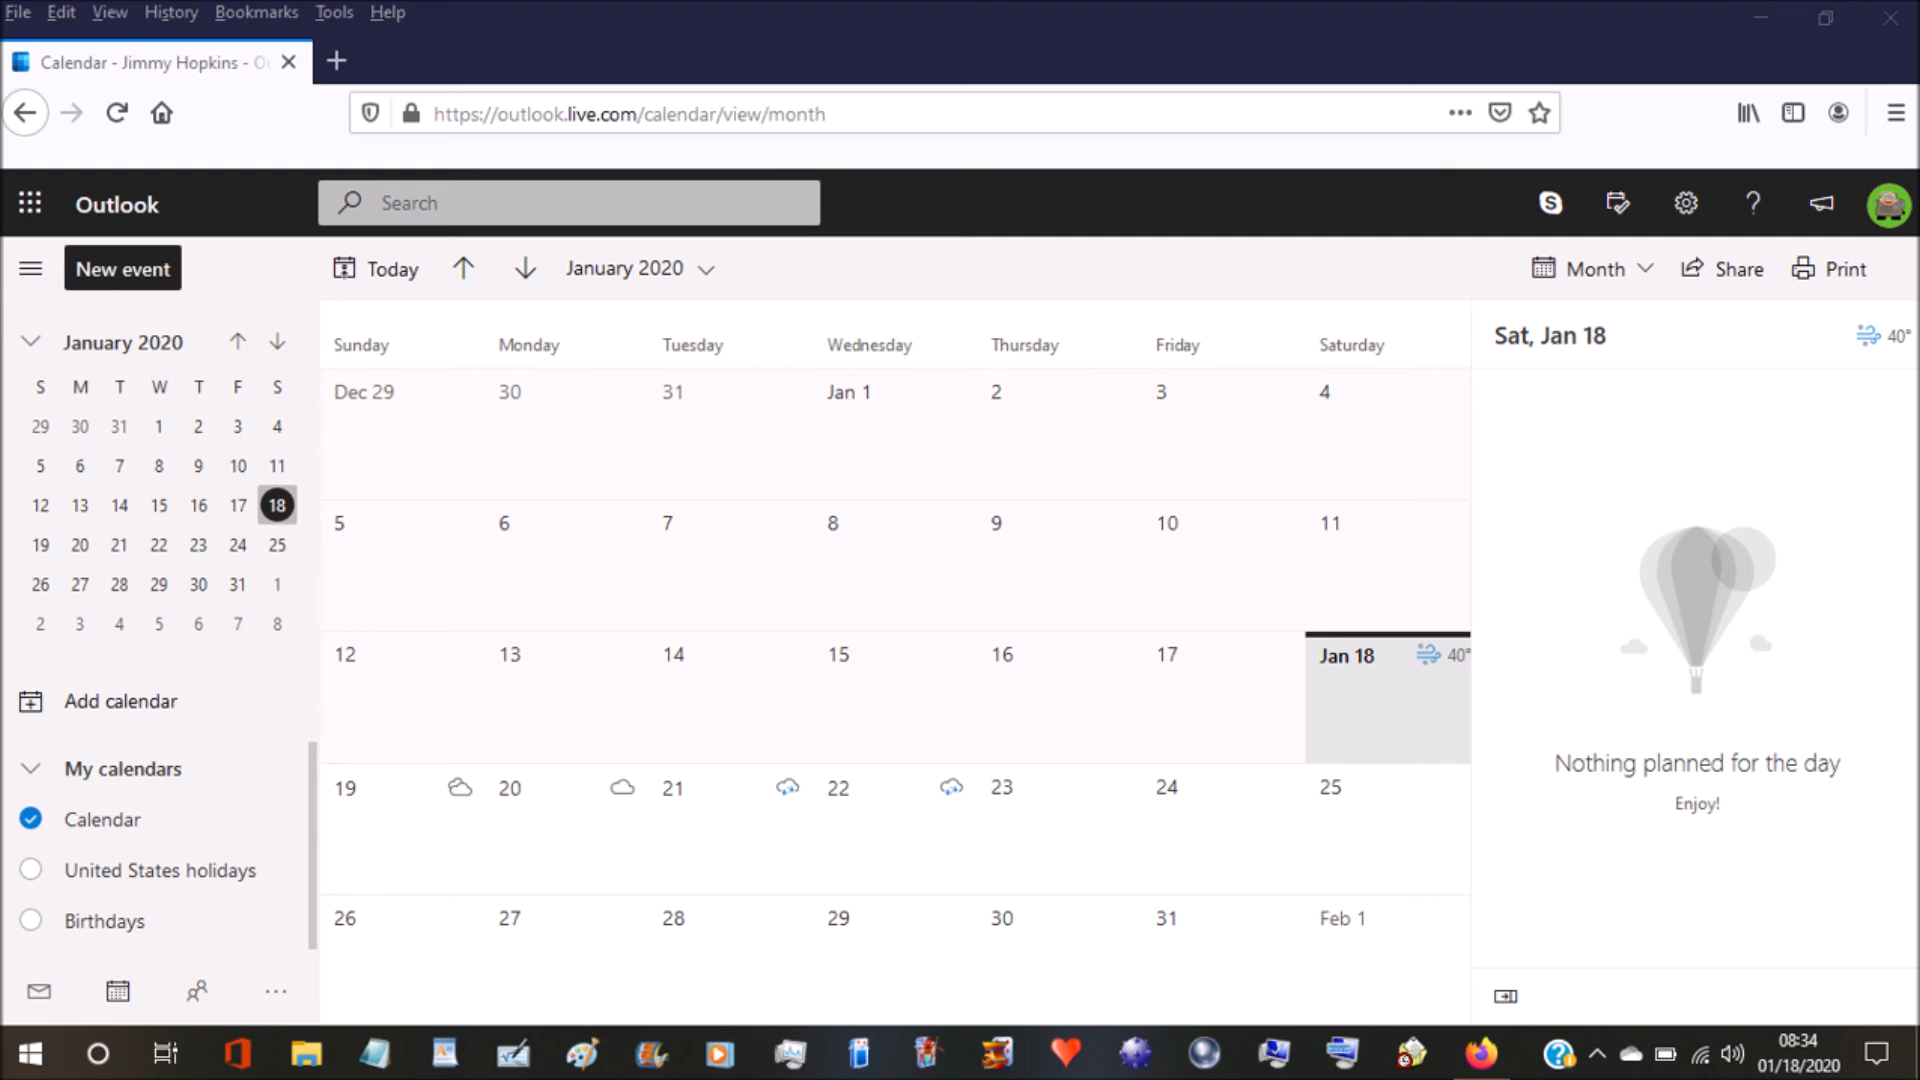 File Edit View History Bookmarks Tools Help
Calendar - Jimmy Hopkins - Ou
https://outlook.live.com/calendar/view/month
Outlook
Search
New event
Today
January 2020
Month
Share
Print
January 2020
S M T W T F S
29 30 31 1 2 3 4
5 6 7 8 9 10 11
12 13 14 15 16 17 18
19 20 21 22 23 24 25
26 27 28 29 30 31 1
2 3 4 5 6 7 8
Add calendar
My calendars
Calendar
United States holidays
Birthdays
Sunday Monday Tuesday Wednesday Thursday Friday Saturday
Dec 29 30 31 Jan 1 2 3 4
5 6 7 8 9 10 11
12 13 14 15 16 17 Jan 18 40°
19 20 21 22 23 24 25
26 27 28 29 30 31 Feb 1
Sat, Jan 18 40°
Nothing planned for the day
Enjoy!
08:34
01/18/2020